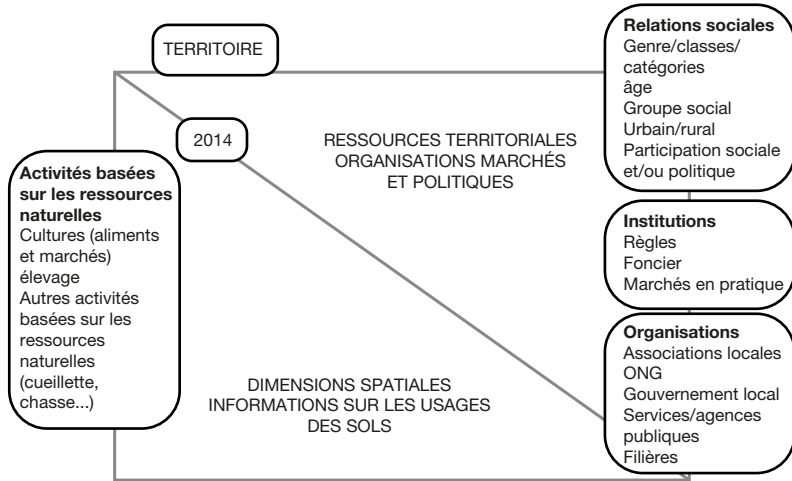 TERRITOIRE
2014
RESSOURCES TERRITORIALES
ORGANISATIONS MARCHÉS
ET POLITIQUES
Activités basées
sur les ressources
naturelles
Cultures (aliments
et marchés)
élevage
Autres activités
basées sur les
ressources
naturelles
(cueillette,
chasse...)
DIMENSIONS SPATIALES
INFORMATIONS SUR LES USAGES
DES SOLS
Relations sociales
Genre/classes/
catégories
âge
Groupe social
Urbain/rural
Participation sociale
et/ou politique
Institutions
Règles
Foncier
Marchés en pratique
Organisations
Associations locales
ONG
Gouvernement local
Services/agences
publiques
Filières